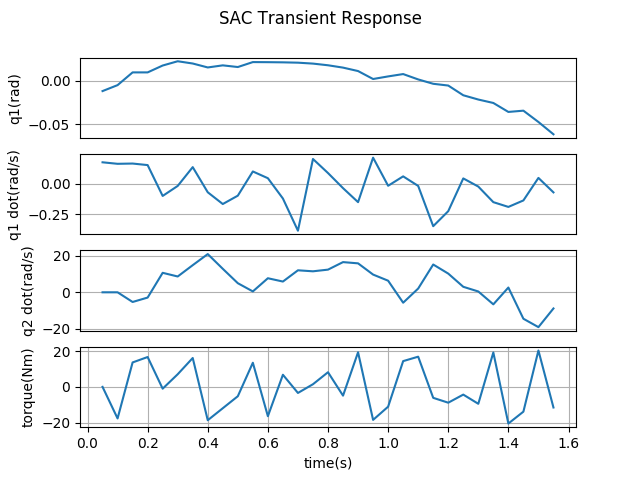 SAC Transient Response
q1(rad)
0.00
−0.05
q1 dot(rad/s)
0.00
−0.25
q2 dot(rad/s)
20
0
−20
torque(Nm)
20
0
−20
0.0 0.2 0.4 0.6 0.8 1.0 1.2 1.4 1.6
time(s)